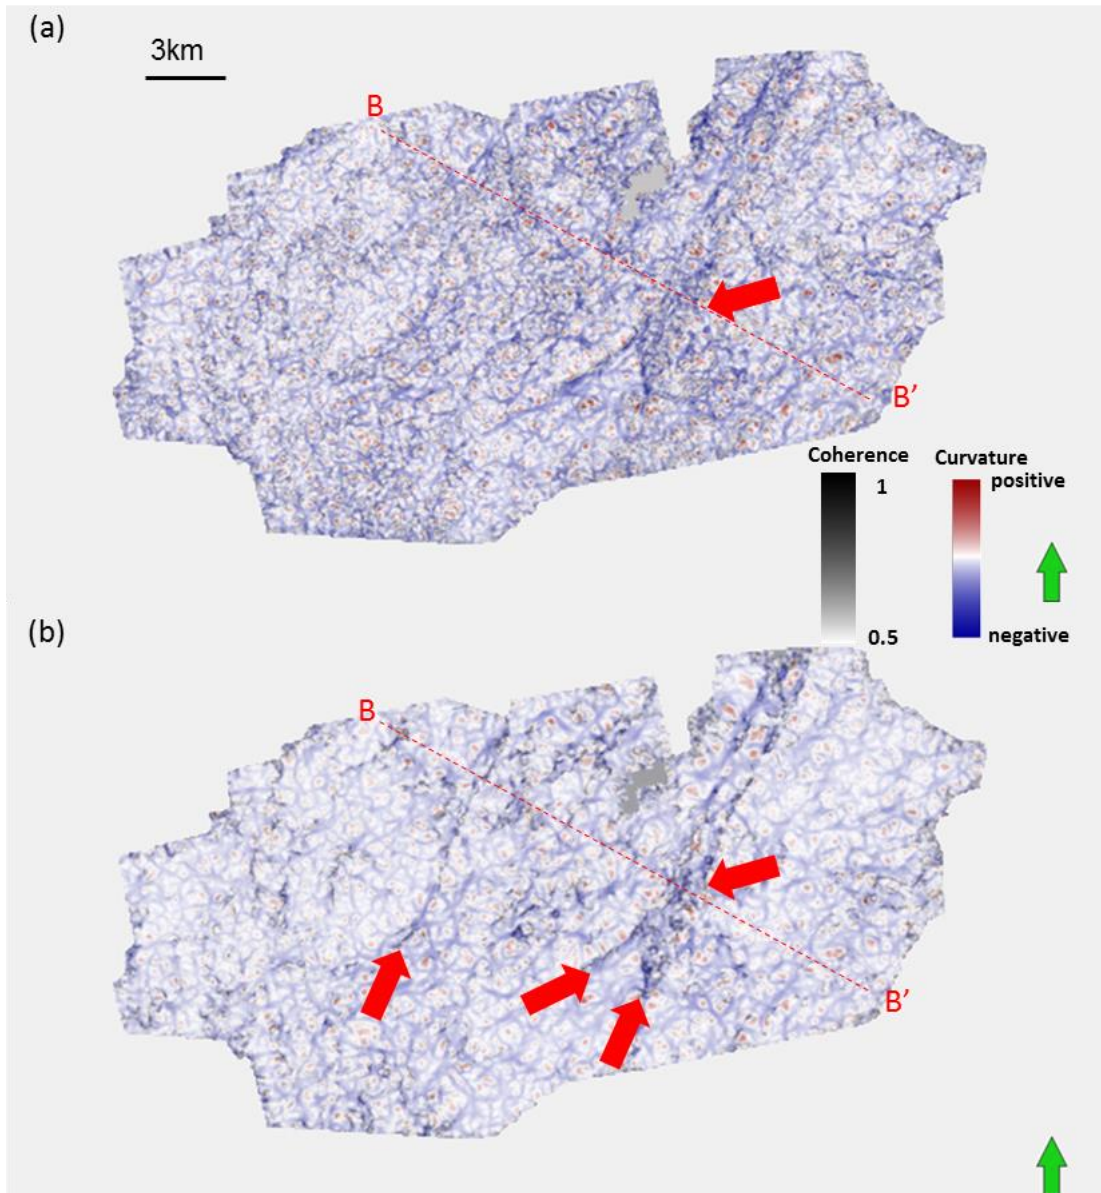 (a)
3km
B
B’
Coherence
Curvature
1
positive
0.5
negative
(b)
B
B’